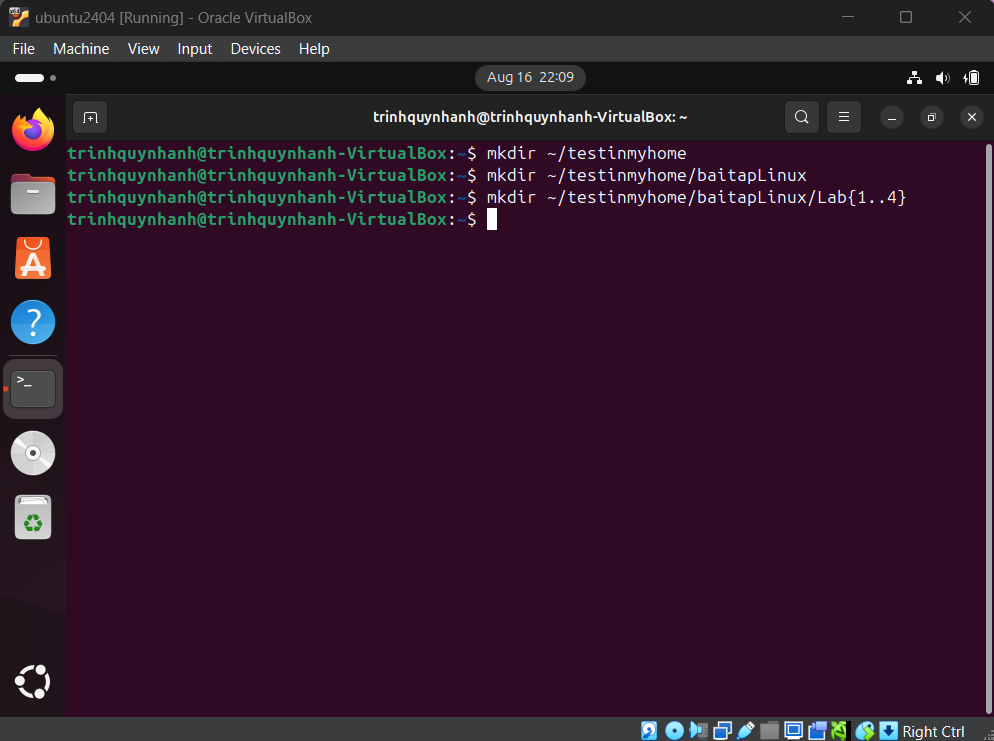 ubuntu2404 [Running] - Oracle VirtualBox
File Machine View Input Devices Help
Aug 16 22:09
trinhquynhanh@trinhquynhanh-VirtualBox: ~
trinhquynhanh@trinhquynhanh-VirtualBox:~$ mkdir ~/testinmyhome
trinhquynhanh@trinhquynhanh-VirtualBox:~$ mkdir ~/testinmyhome/baitapLinux
trinhquynhanh@trinhquynhanh-VirtualBox:~$ mkdir ~/testinmyhome/baitapLinux/Lab{1..4}
trinhquynhanh@trinhquynhanh-VirtualBox:~$
>_
?
Right Ctrl